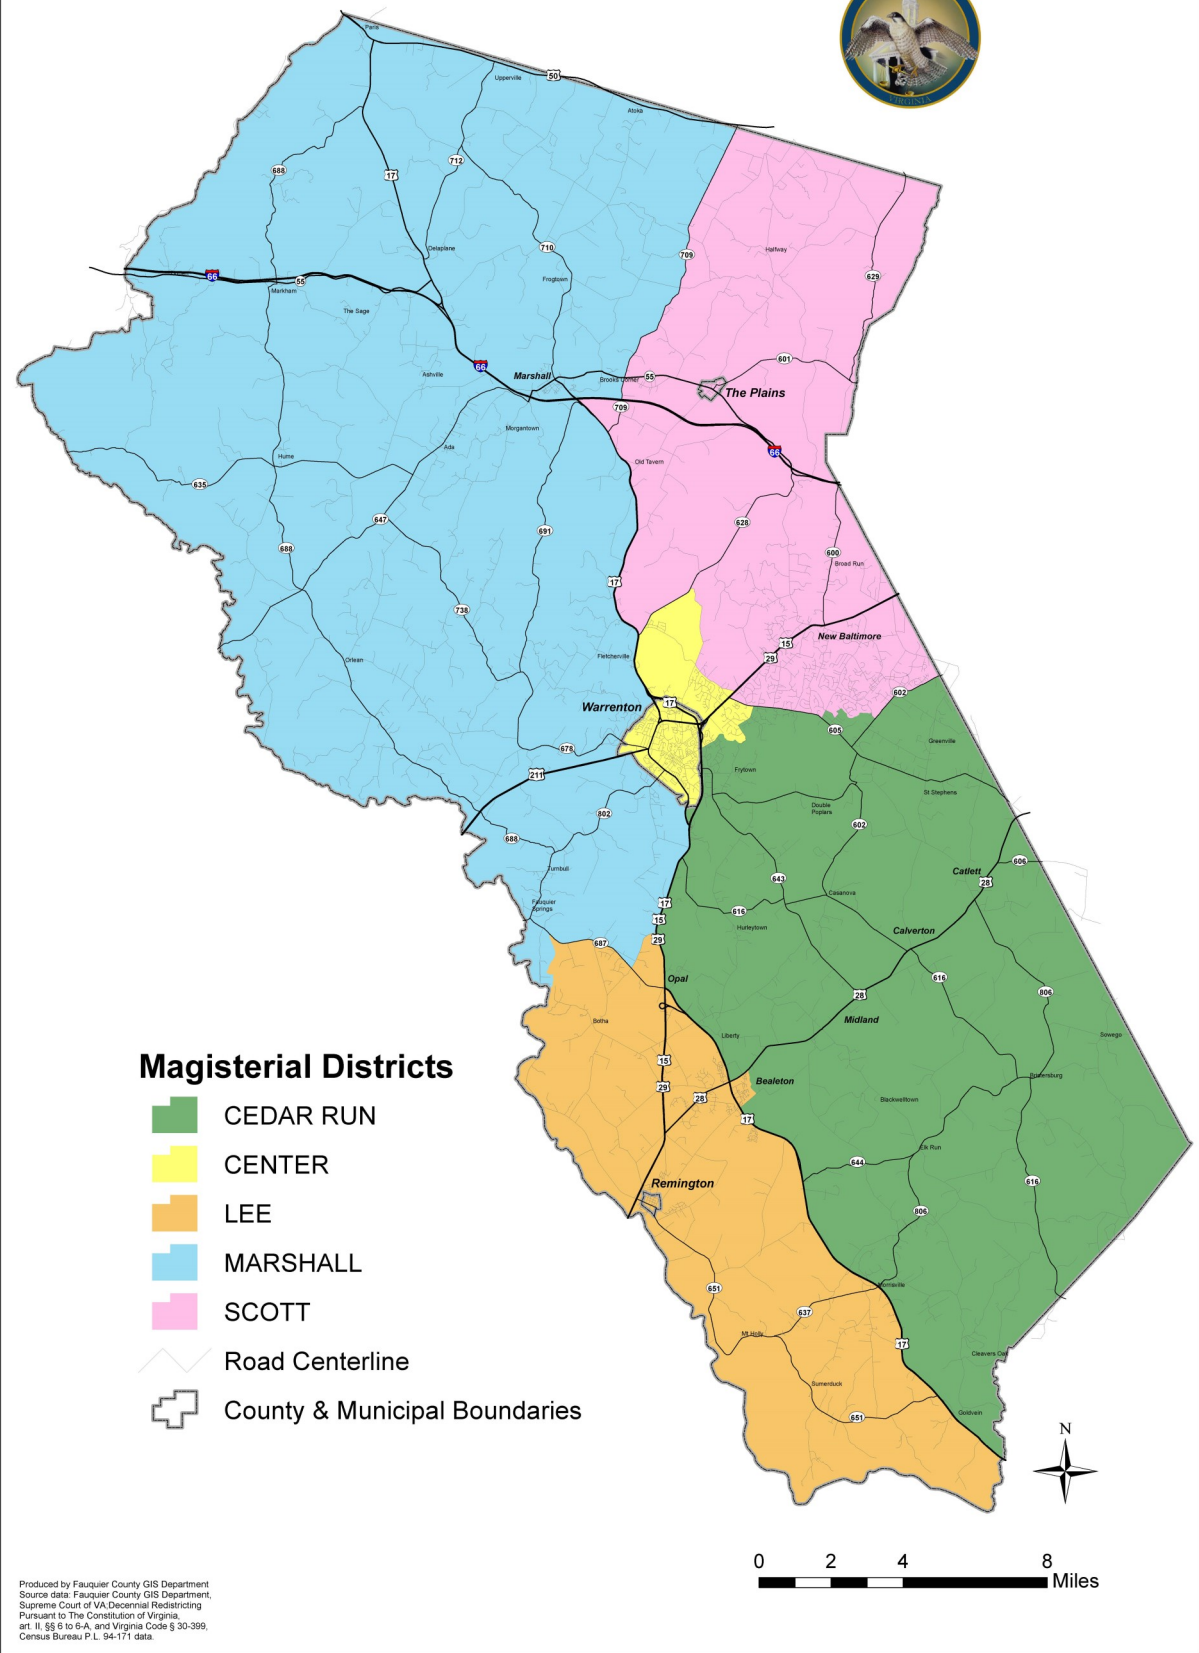 VIRGINIA
Paris
50
Upperville
Atoka
712
688
17
Delaplane
710
709
Halfway
629
66
55
Markham
Frogtown
The Sage
601
66
Ashville
Marshall
Brooks Corner
55
The Plains
709
Morgantown
Ada
66
Hume
Old Tavern
635
647
628
691
688
600
Broad Run
17
738
New Baltimore
15
29
Fletcherville
Orlean
602
Warrenton
17
605
678
Greenville
211
Frytown
St Stephens
Double
Poplars
802
602
688
606
Turnbull
643
Catlett
28
Casanova
Fauquier
Springs
17
616
15
Hurleytown
Calverton
29
687
Opal
616
806
28
Botha
Midland
Liberty
Sowego
15
Bristersburg
29
Bealeton
28
Blackwelltown
17
Elk Run
644
Remington
616
806
651
Morrisville
637
Mt Holly
17
Cleavers Oak
Sumerduck
651
Goldvein
Magisterial Districts
CEDAR RUN
CENTER
LEE
MARSHALL
SCOTT
Road Centerline
County & Municipal Boundaries
N
0 2 4 8
Miles
Produced by Fauquier County GIS Department
Source data: Fauquier County GIS Department,
Supreme Court of VA;Decennial Redistricting
Pursuant to The Constitution of Virginia,
art. II, §§ 6 to 6-A, and Virginia Code § 30-399,
Census Bureau P.L. 94-171 data.